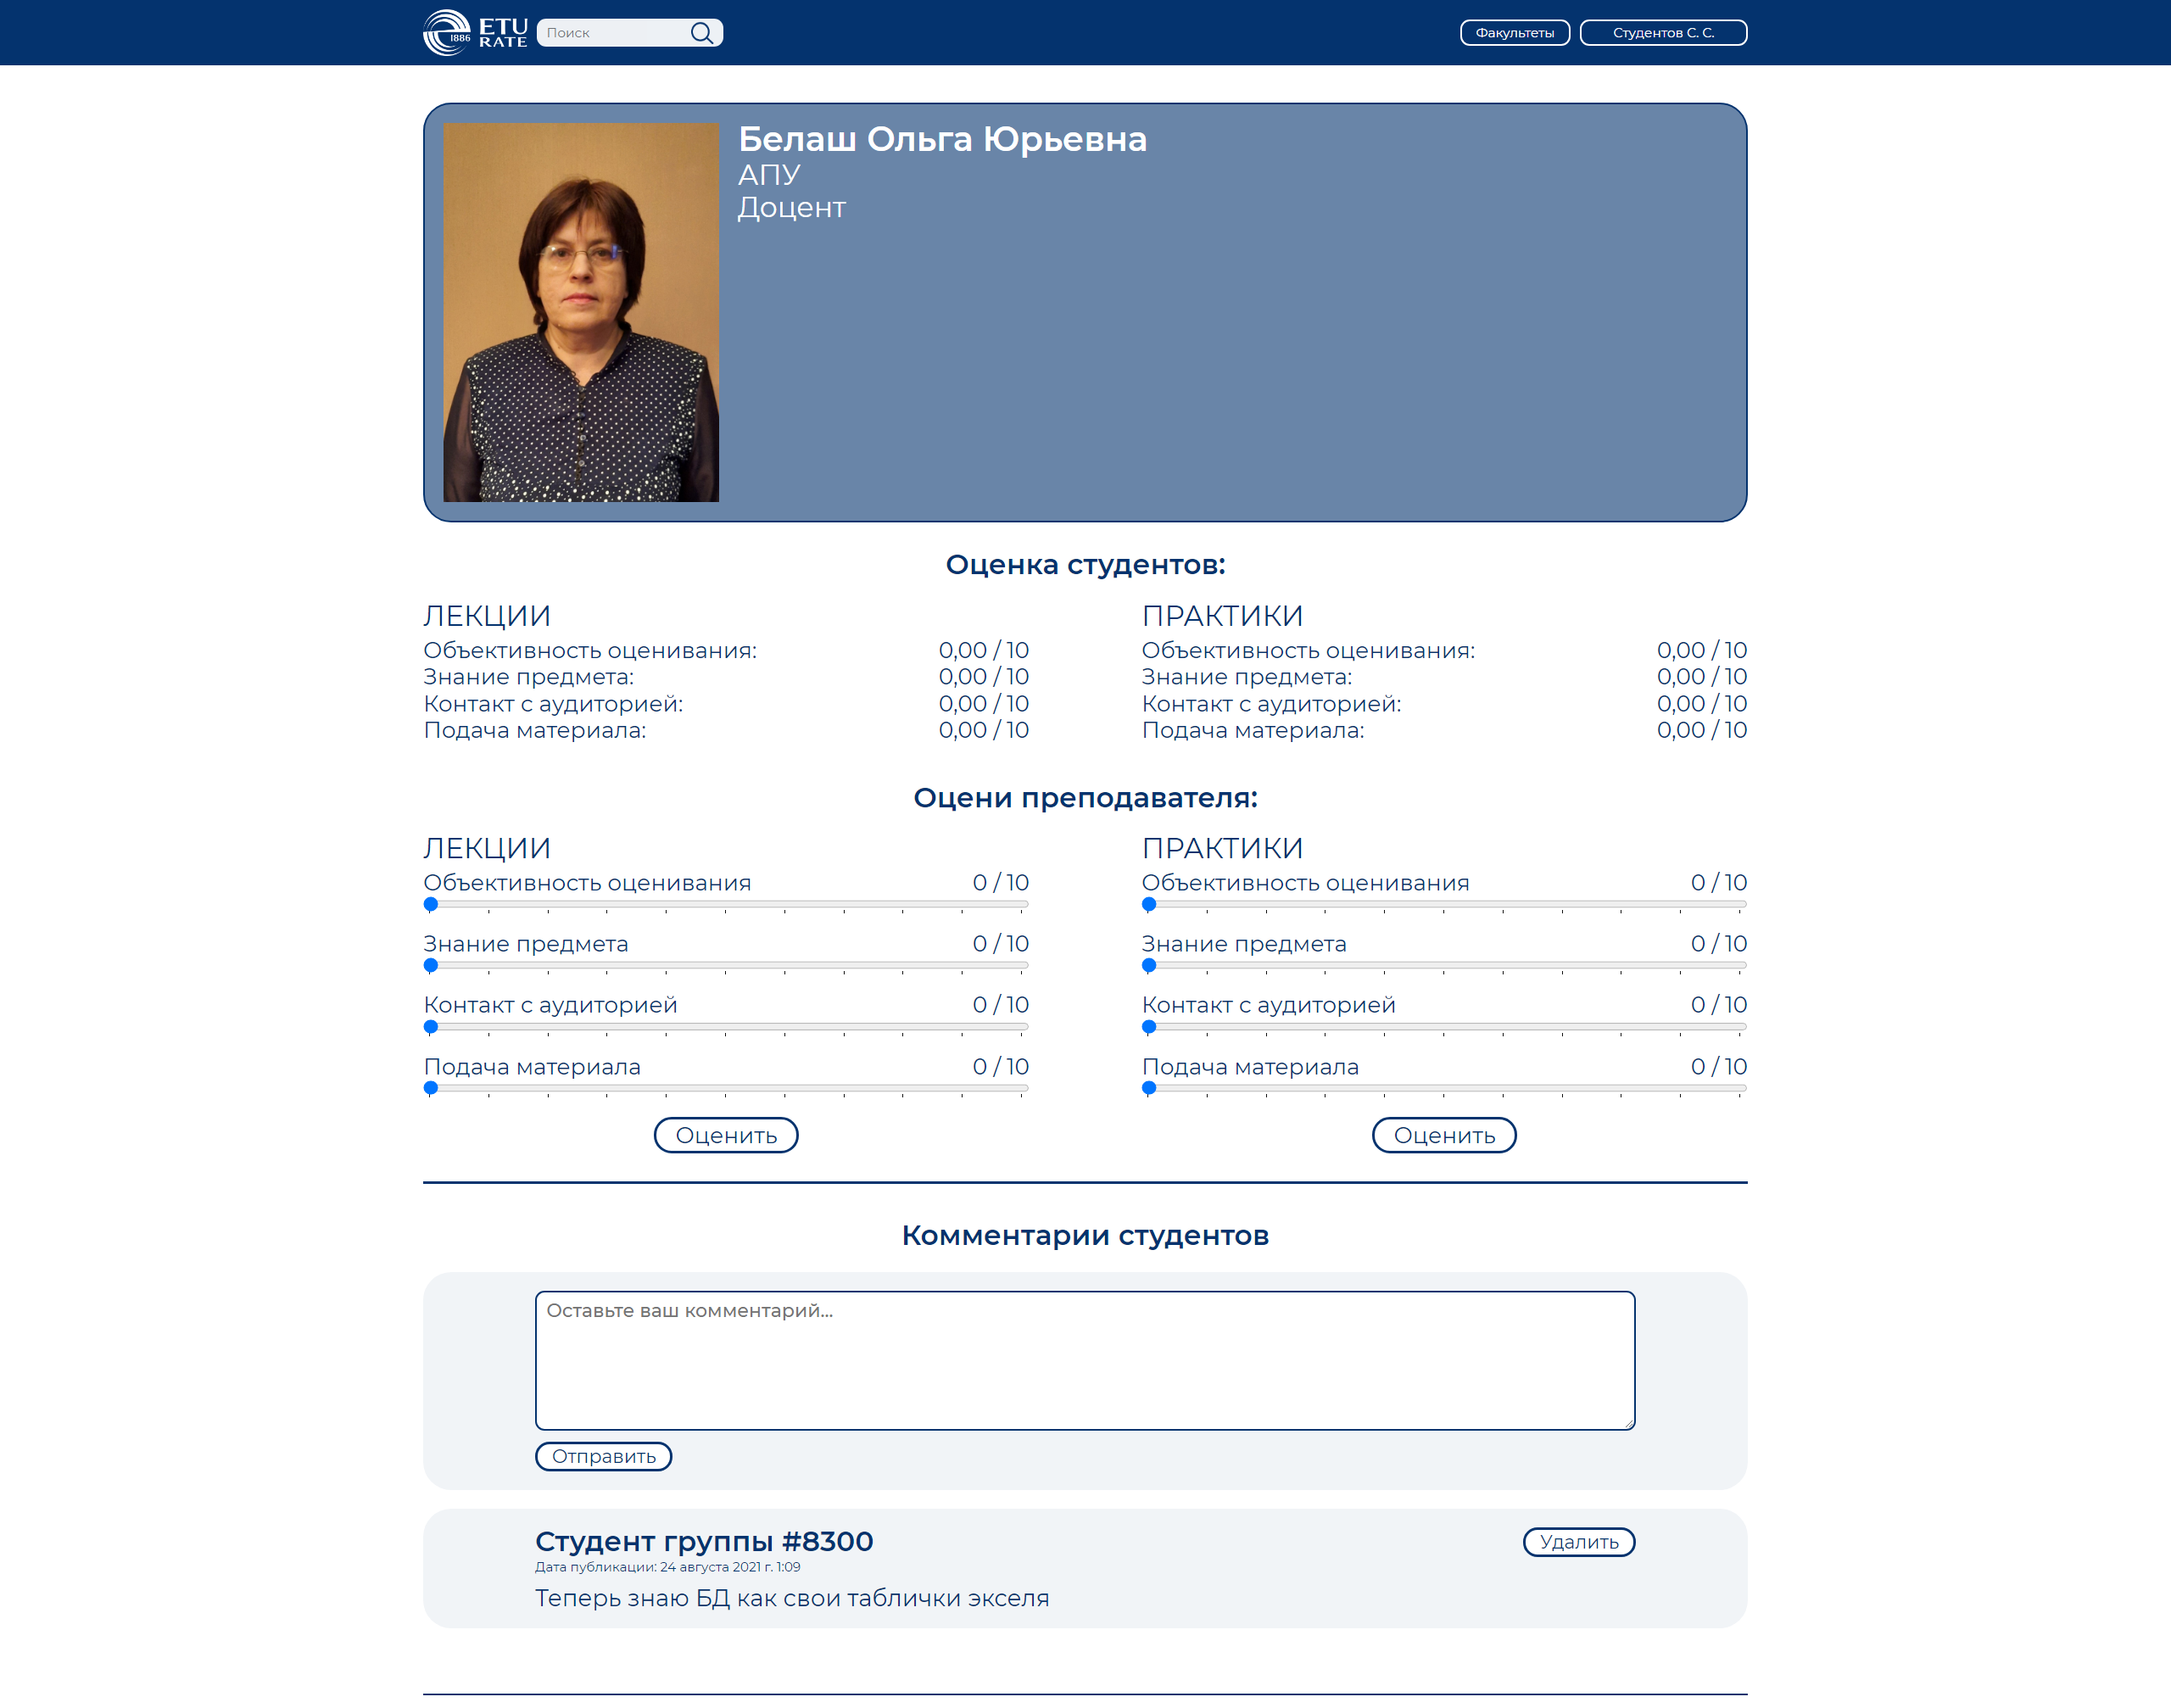 1886
ETU
RATE
Поиск
Факультеты
Студентов С. С.
Белаш Ольга Юрьевна
АПУ
Доцент
Оценка студентов:
ЛЕКЦИИ
Объективность оценивания: 0,00 / 10
Знание предмета: 0,00 / 10
Контакт с аудиторией: 0,00 / 10
Подача материала: 0,00 / 10
ПРАКТИКИ
Объективность оценивания: 0,00 / 10
Знание предмета: 0,00 / 10
Контакт с аудиторией: 0,00 / 10
Подача материала: 0,00 / 10
Оцени преподавателя:
ЛЕКЦИИ
Объективность оценивания 0 / 10
Знание предмета 0 / 10
Контакт с аудиторией 0 / 10
Подача материала 0 / 10
Оценить
ПРАКТИКИ
Объективность оценивания 0 / 10
Знание предмета 0 / 10
Контакт с аудиторией 0 / 10
Подача материала 0 / 10
Оценить
Комментарии студентов
Оставьте ваш комментарий...
Отправить
Студент группы #8300
Удалить
Дата публикации: 24 августа 2021 г. 1:09
Теперь знаю БД как свои таблички экселя